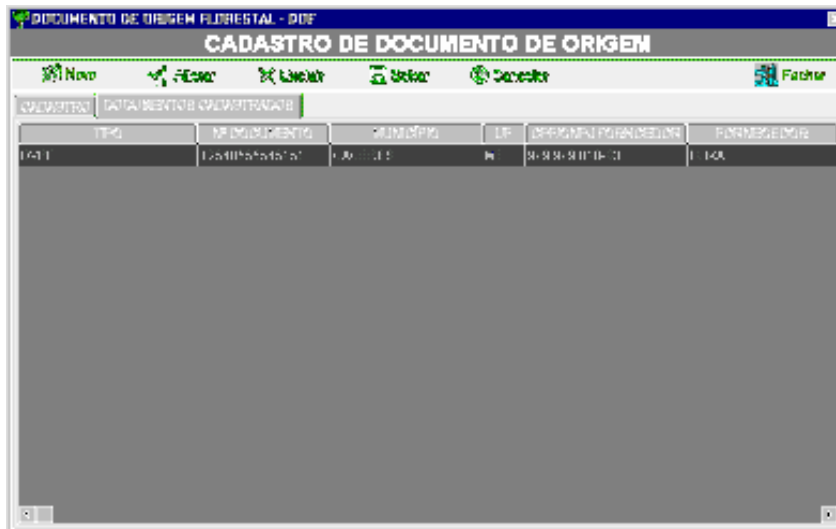 DOCUMENTO DE ORIGEM FLORESTAL - DOF
CADASTRO DE DOCUMENTO DE ORIGEM
Novo Alterar Excluir Salvar Cancelar Fechar
CADASTRO DOCUMENTOS CADASTRADOS
TIPO Nº DOCUMENTO MUNICÍPIO UF CPF/CNPJ FORNECEDOR FORNECEDOR